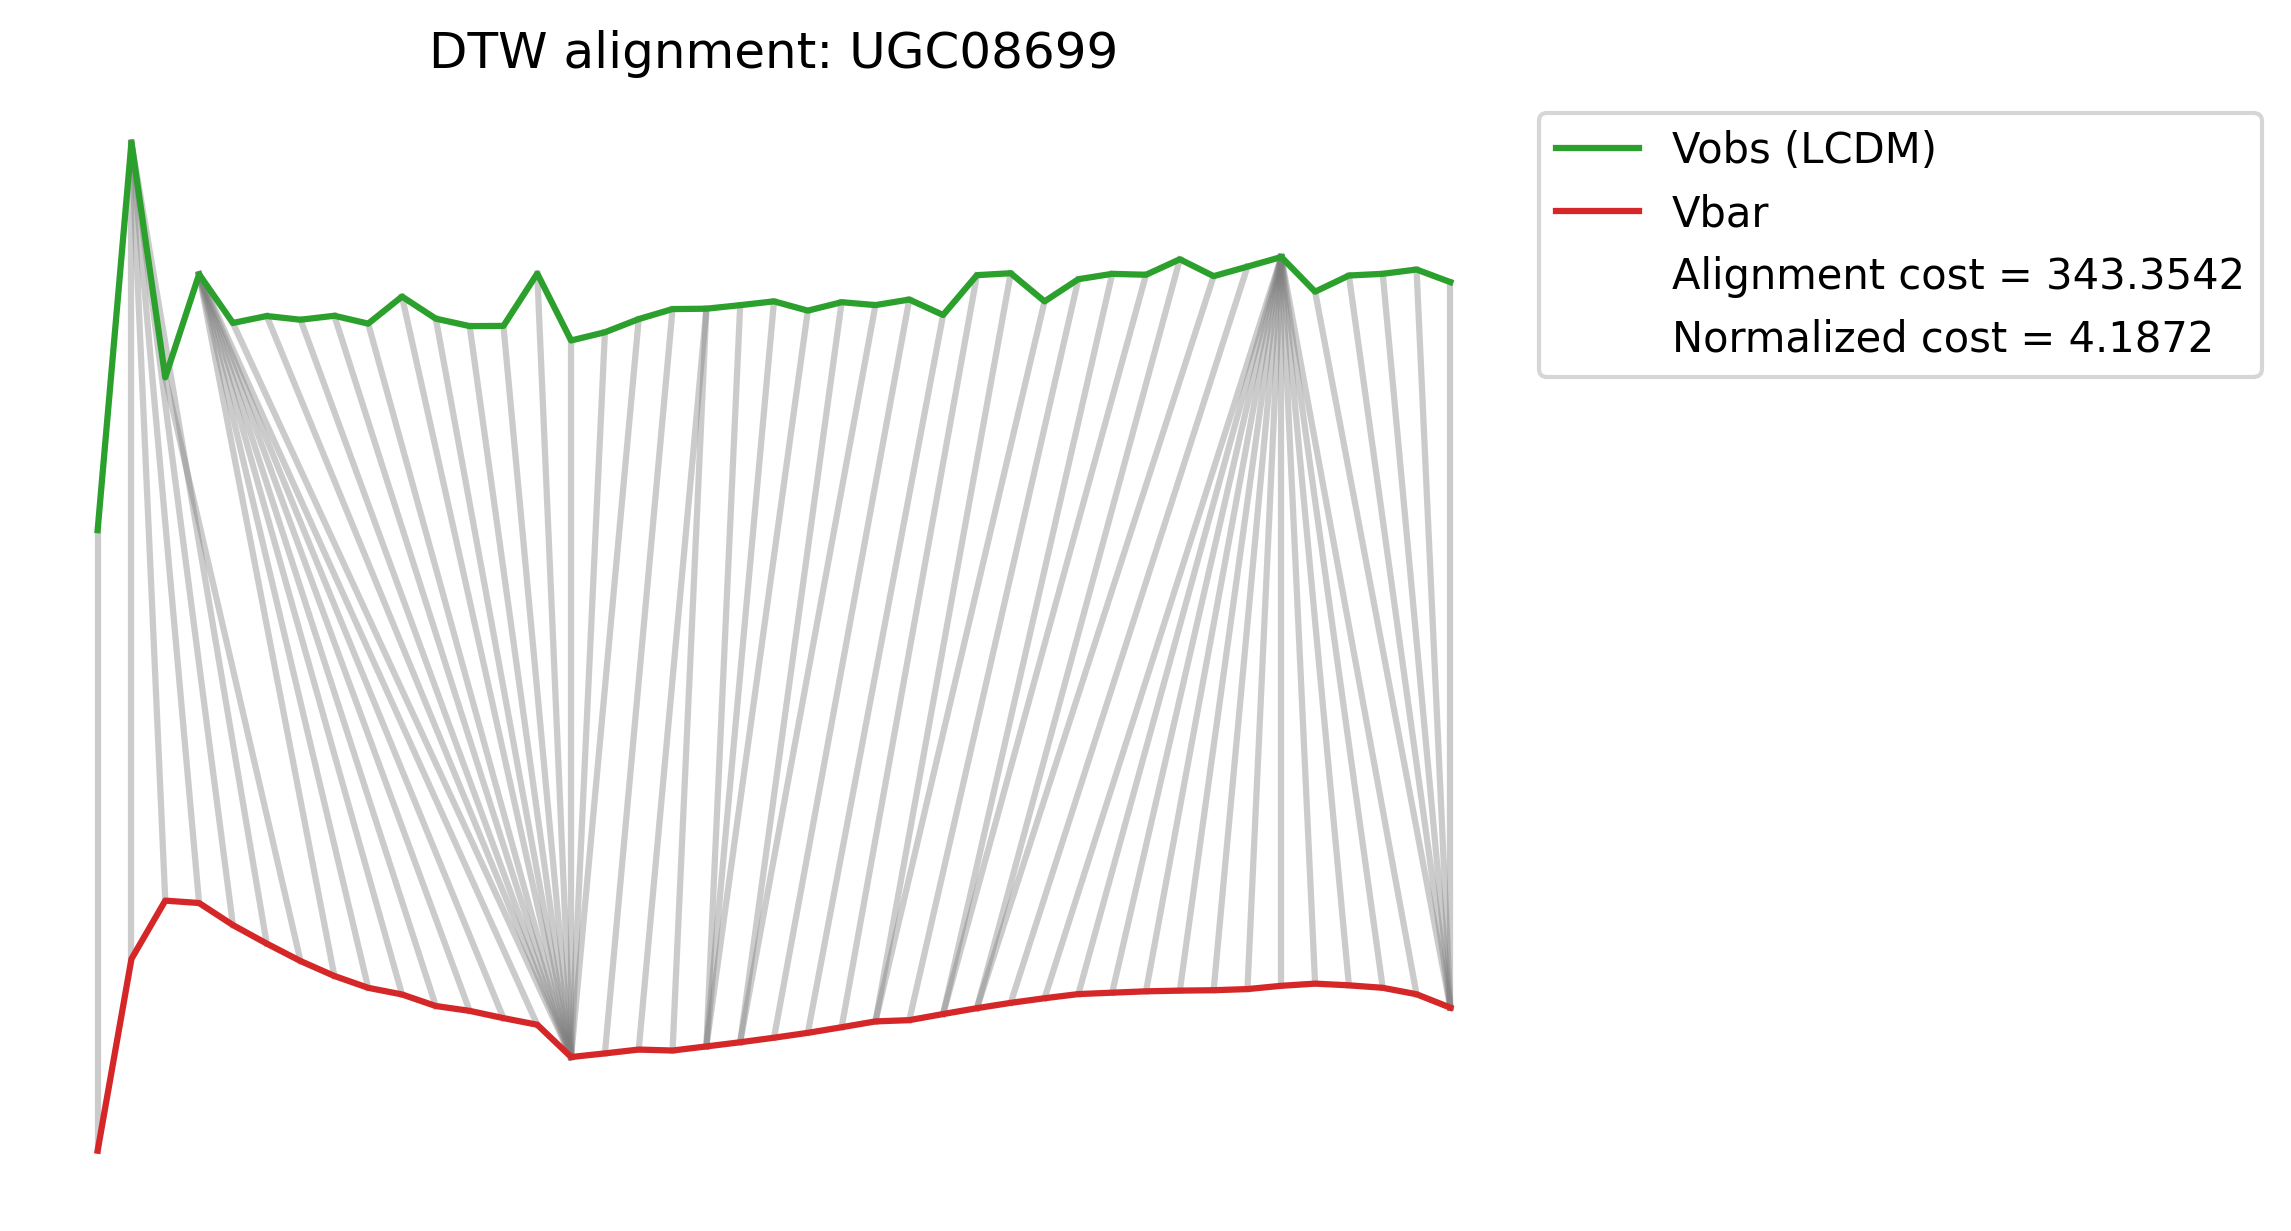 DTW alignment: UGC08699
Vobs (LCDM)
Vbar
Alignment cost = 343.3542
Normalized cost = 4.1872